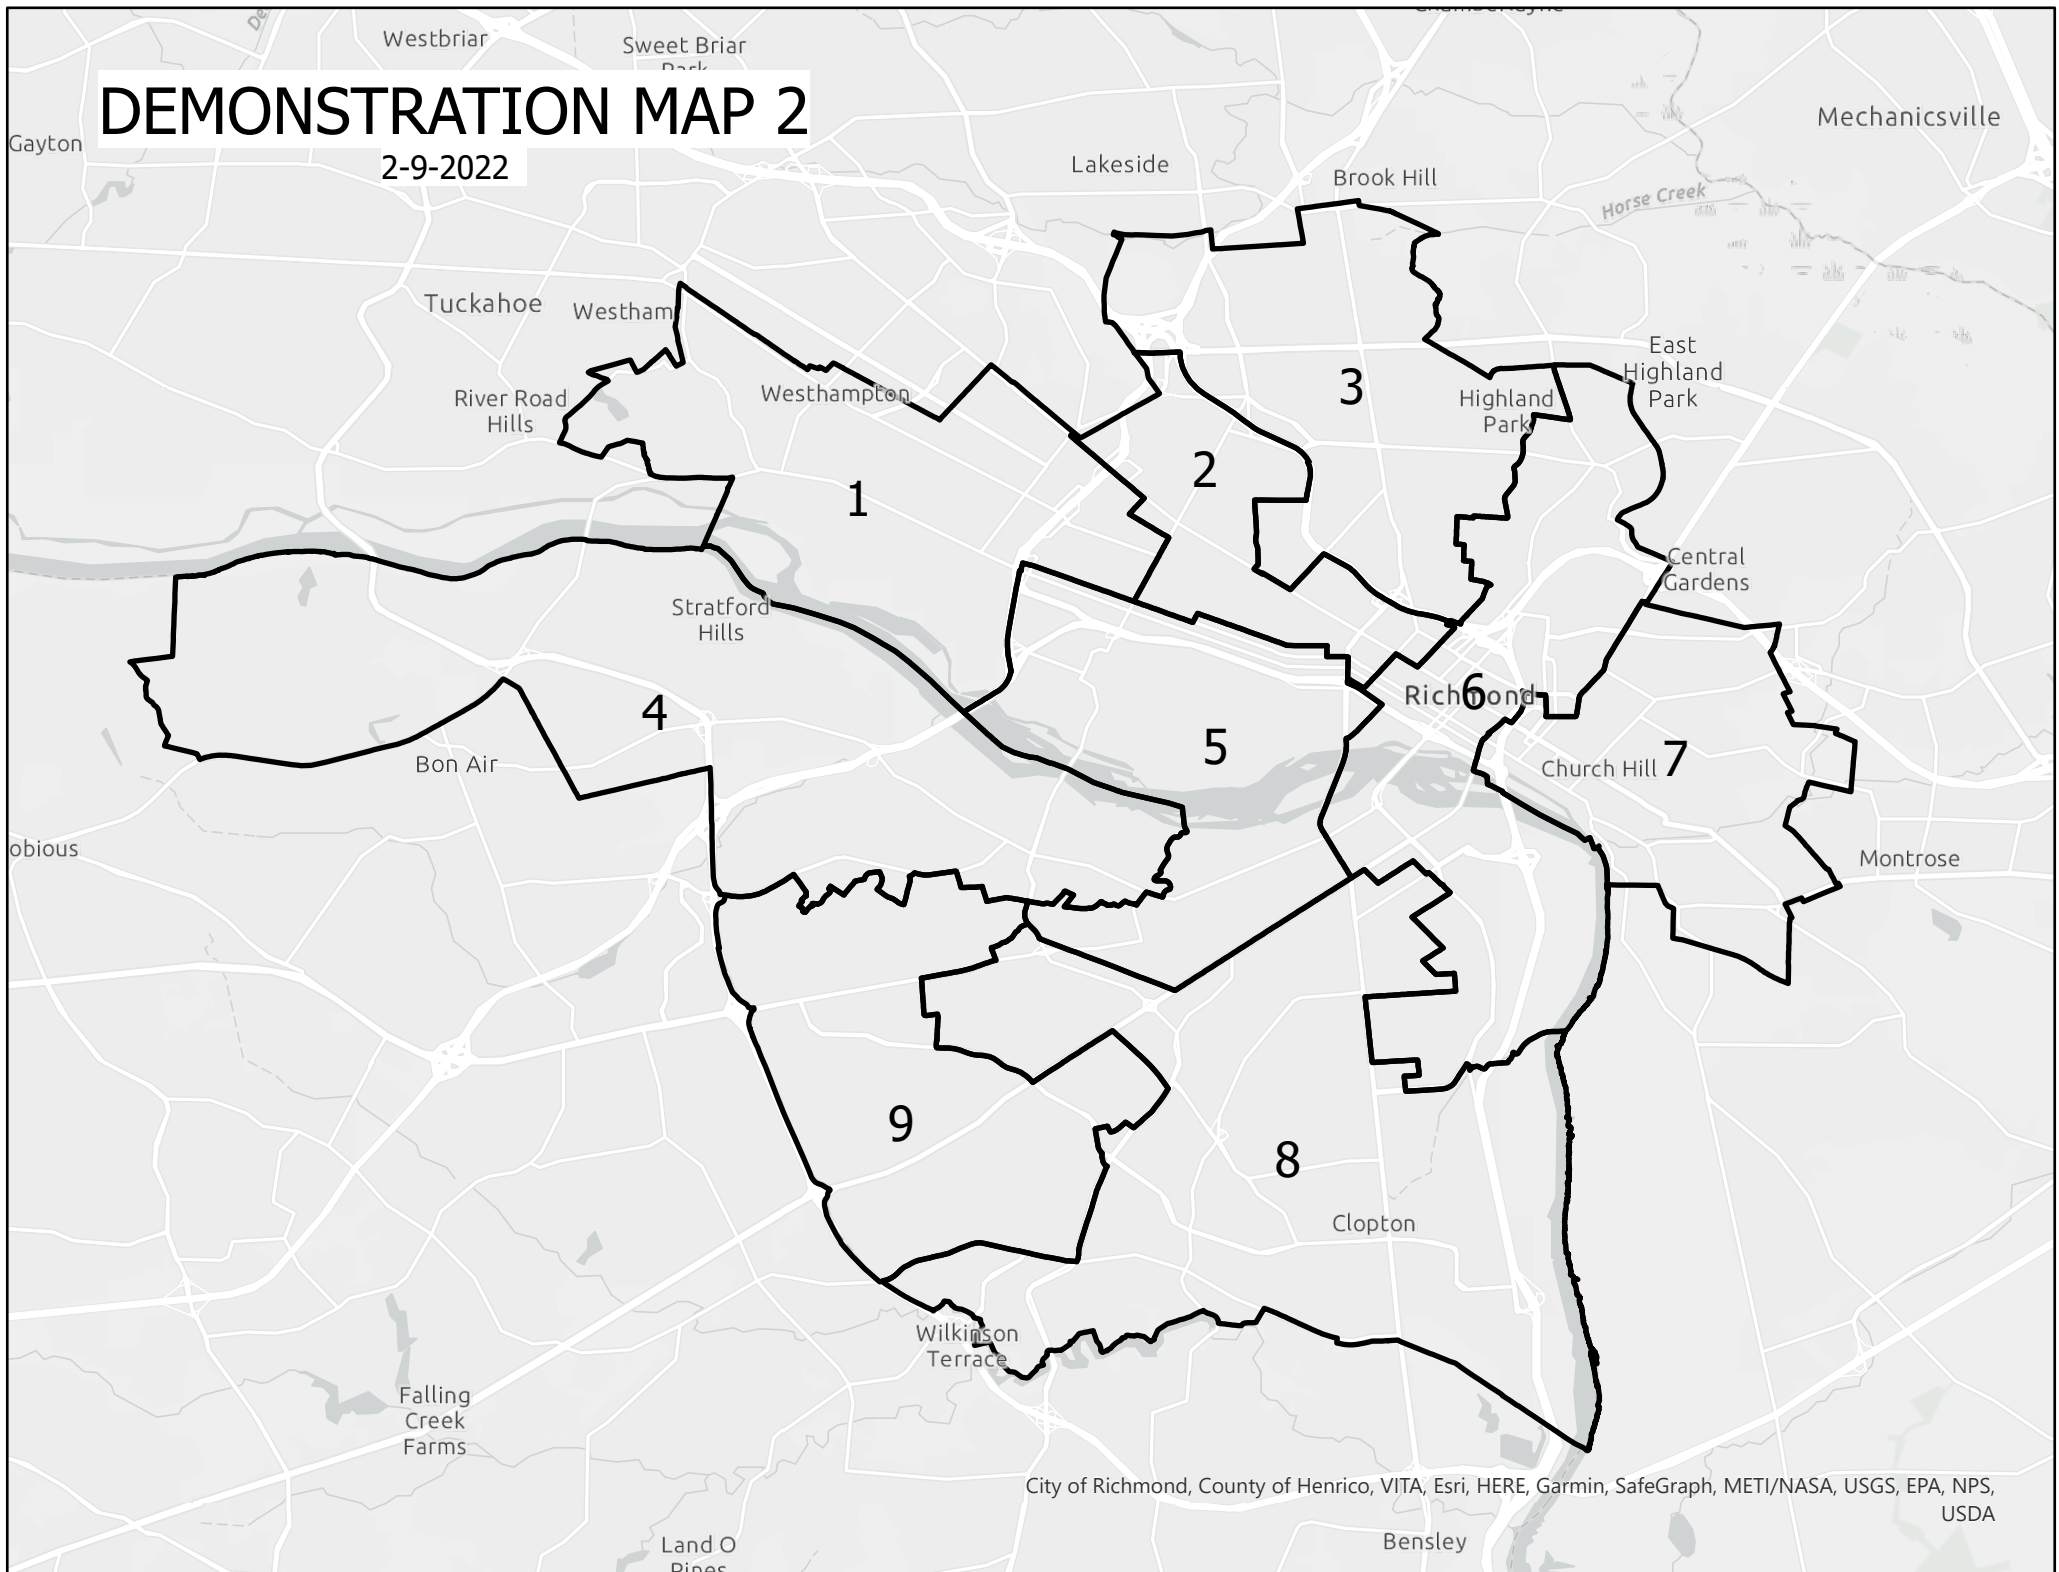 Westbriar
Sweet Briar
Park
DEMONSTRATION MAP 2
2-9-2022
Gayton
Mechanicsville
Lakeside
Brook Hill
Horse Creek
Tuckahoe
Westham
East
Highland
Park
River Road
Hills
Westhampton
3
Highland
Park
2
1
Central
Gardens
Stratford
Hills
4
6
Richmond
5
7
Bon Air
Church Hill
obious
Montrose
9
8
Clopton
Wilkinson
Terrace
Falling
Creek
Farms
City of Richmond, County of Henrico, VITA, Esri, HERE, Garmin, SafeGraph, METI/NASA, USGS, EPA, NPS,
USDA
Bensley
Land O
Pines